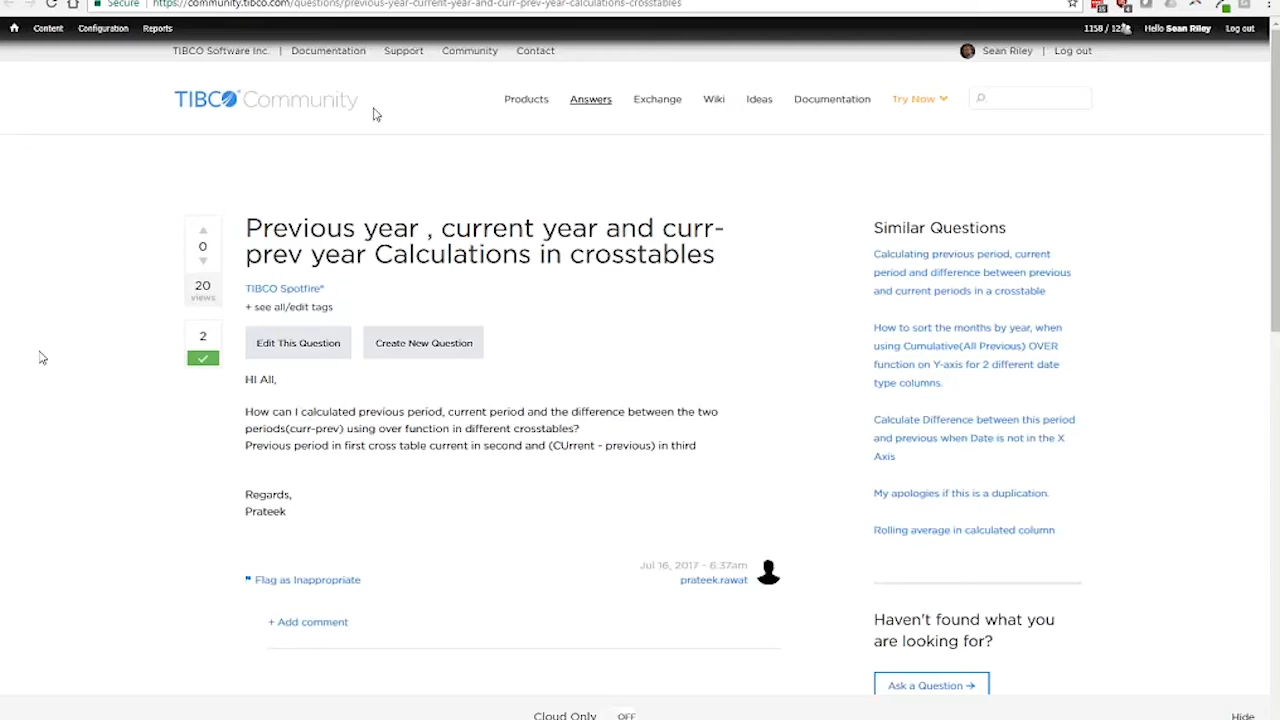 Secure https://community.tibco.com/questions/previous-year-current-year-and-curr-prev-year-calculations-crosstables
Content Configuration Reports
Hello Sean Riley Log out
TIBCO Software Inc. | Documentation Support Community Contact
Sean Riley | Log out
TIBCO Community
Products Answers Exchange Wiki Ideas Documentation Try Now
0
20
views
2
Previous year , current year and curr-
prev year Calculations in crosstables
TIBCO Spotfire®
+ see all/edit tags
Edit This Question Create New Question
HI All,
How can I calculated previous period, current period and the difference between the two
periods(curr-prev) using over function in different crosstables?
Previous period in first cross table current in second and (CUrrent - previous) in third
Regards,
Prateek
Jul 16, 2017 - 6:37am
Flag as Inappropriate
prateek.rawat
+ Add comment
Similar Questions
Calculating previous period, current
period and difference between previous
and current periods in a crosstable
How to sort the months by year, when
using Cumulative(All Previous) OVER
function on Y-axis for 2 different date
type columns.
Calculate Difference between this period
and previous when Date is not in the X
Axis
My apologies if this is a duplication.
Rolling average in calculated column
Haven't found what you
are looking for?
Ask a Question →
Cloud Only OFF
Hide